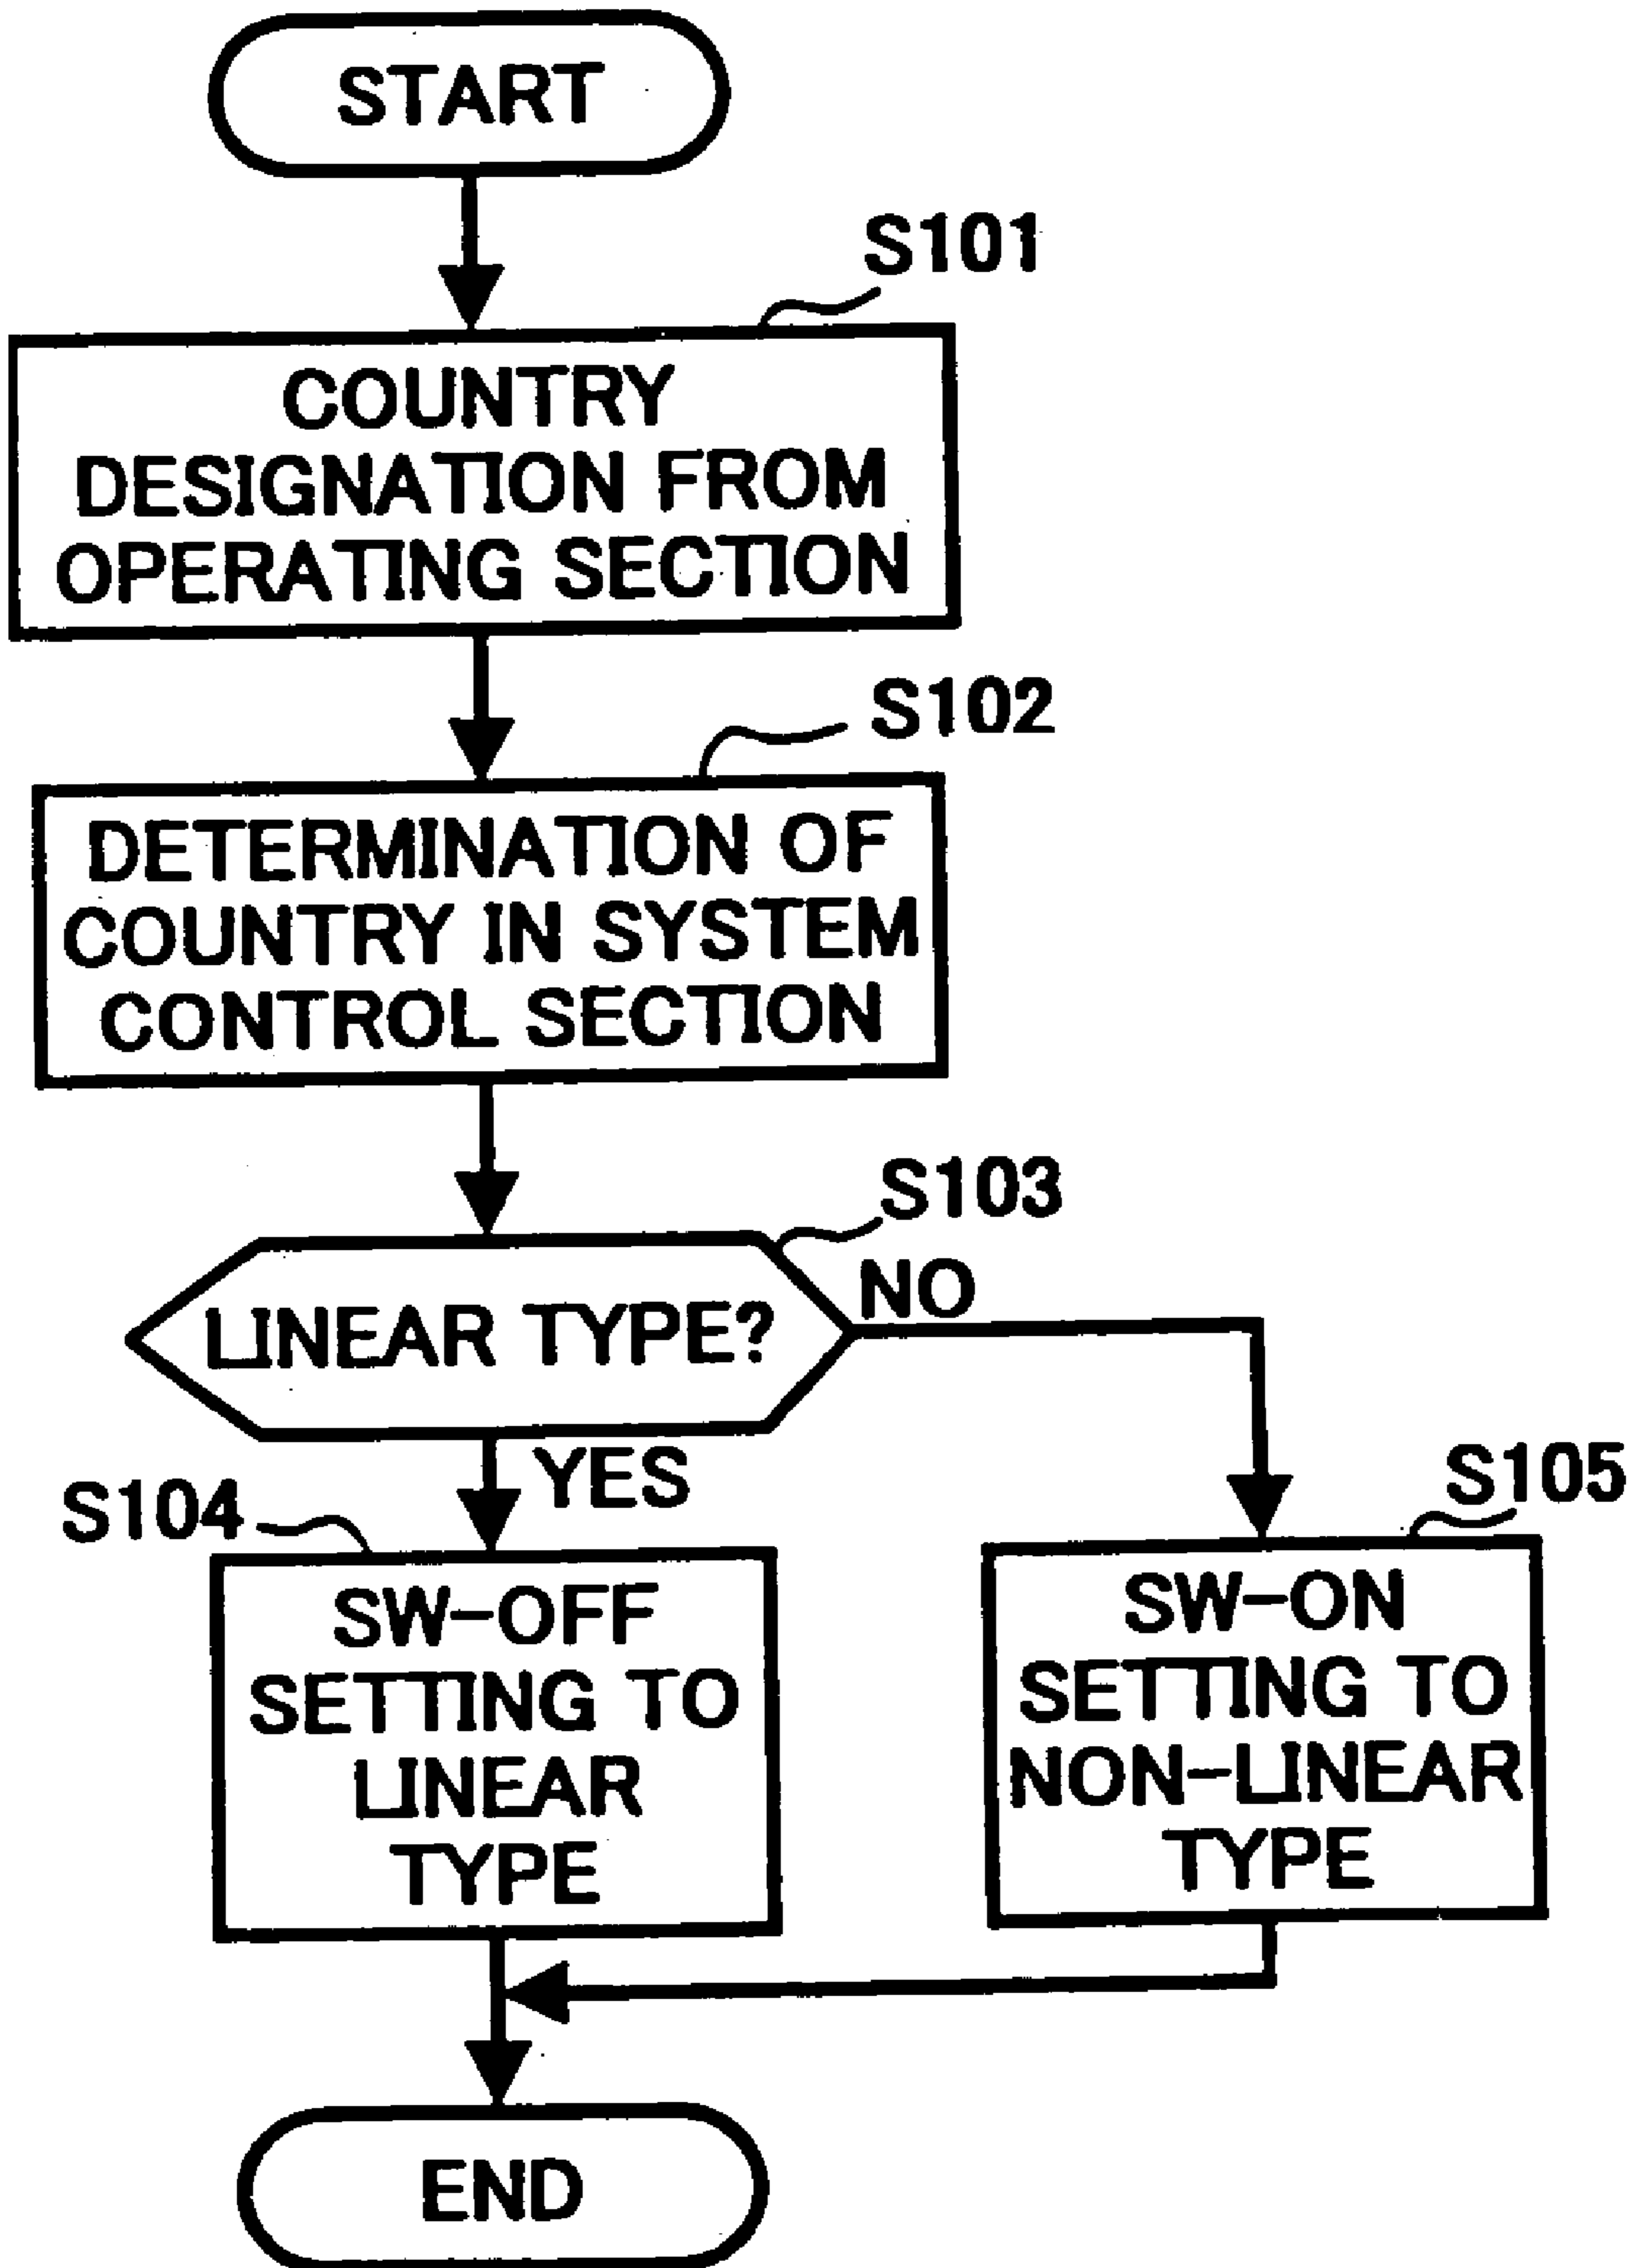 START
S101
COUNTRY
DESIGNATION FROM
OPERATING SECTION
S102
DETERMINATION OF
COUNTRY IN SYSTEM
CONTROL SECTION
S103
LINEAR TYPE?
NO
YES
S104
SW-OFF
SETTING TO
LINEAR
TYPE
S105
SW-ON
SETTING TO
NON-LINEAR
TYPE
END